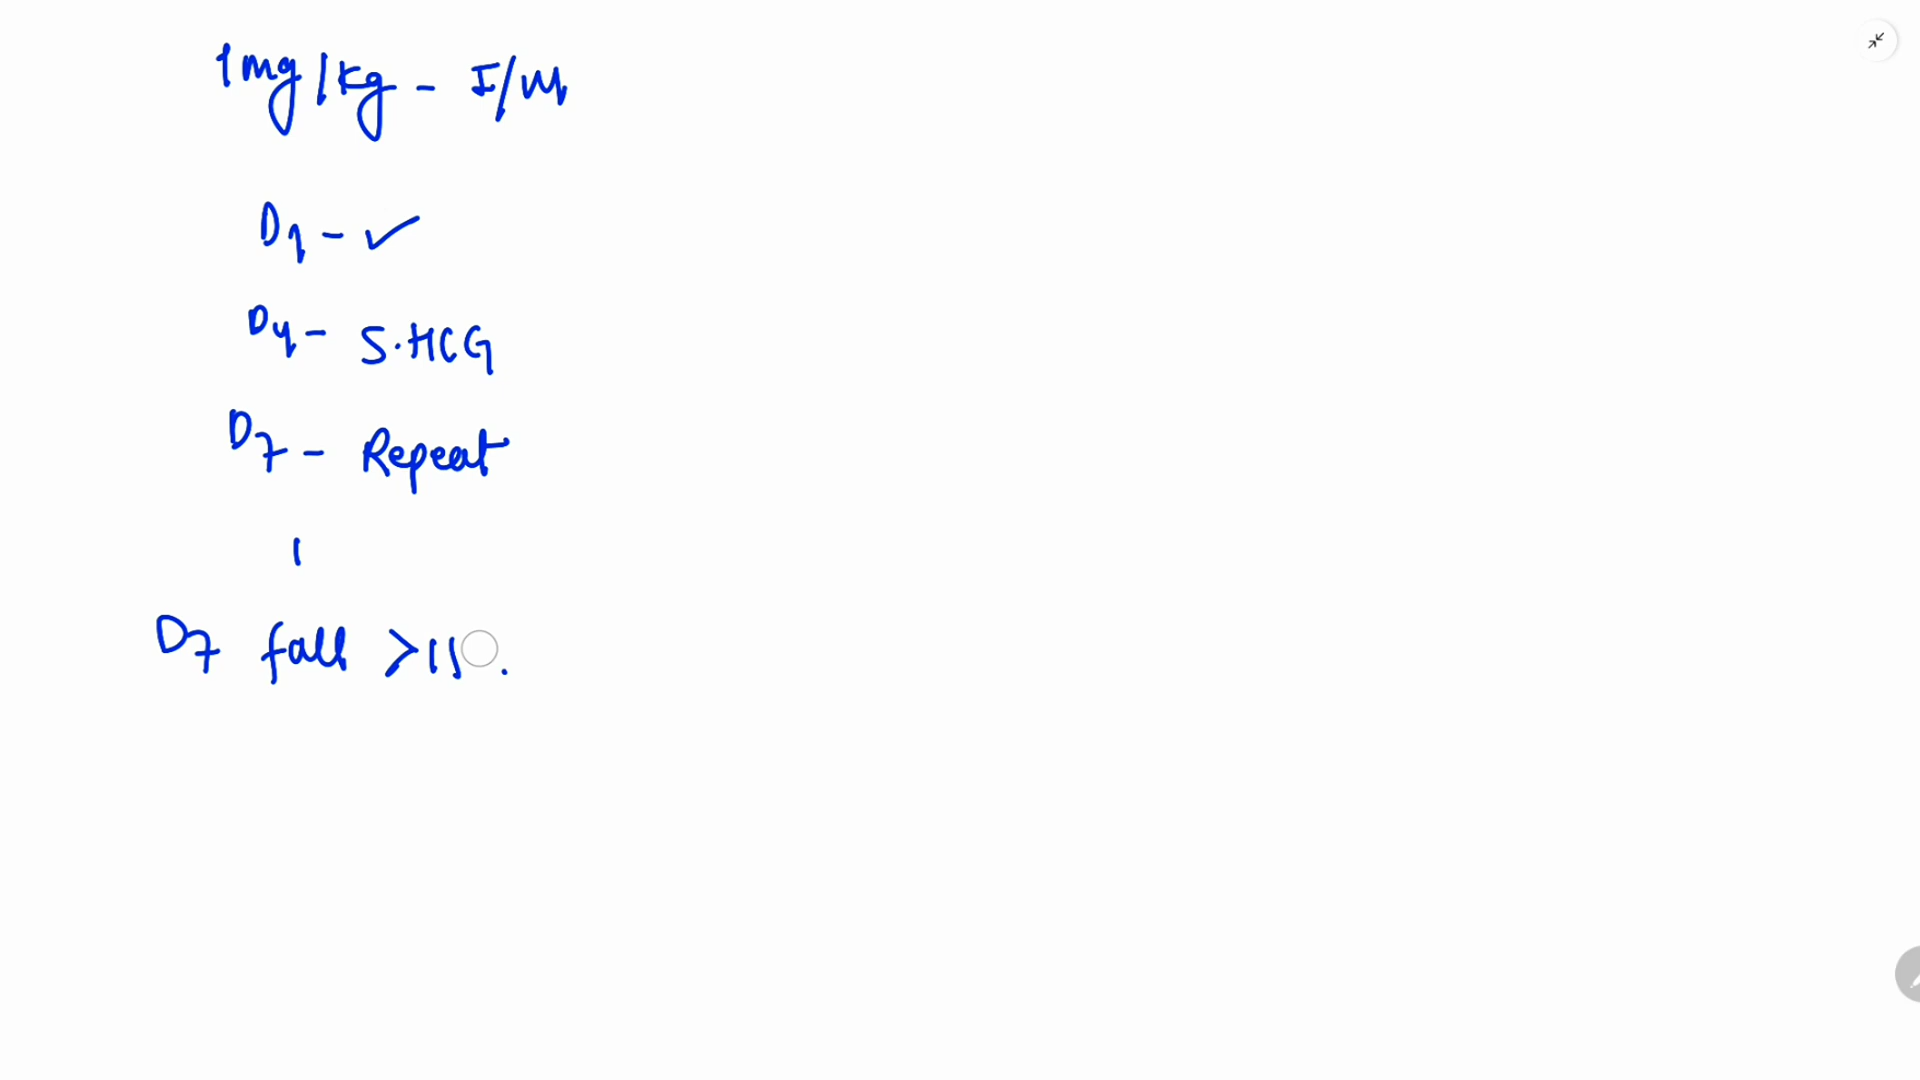 1mg/kg - I/M
D1 - ✓
D4 - S.HCG
D7 - Repeat
D7 fall >15